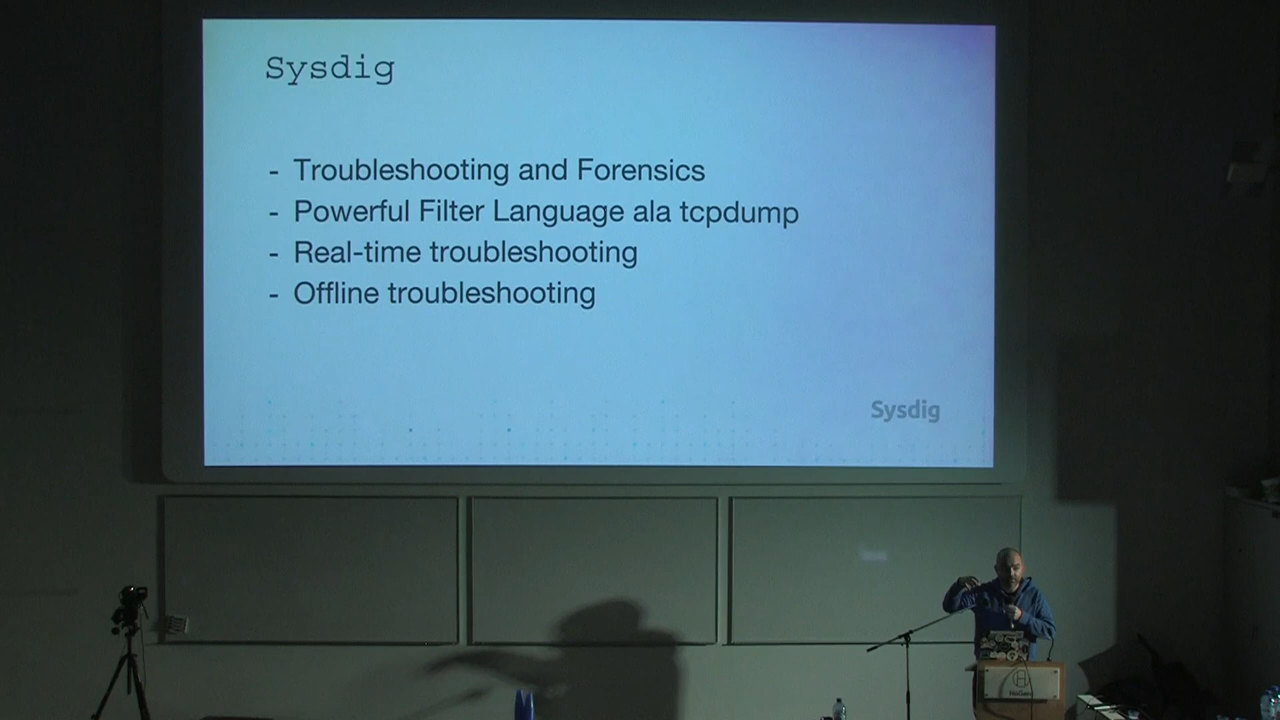 Sysdig
- Troubleshooting and Forensics
- Powerful Filter Language ala tcpdump
- Real-time troubleshooting
- Offline troubleshooting
Sysdig